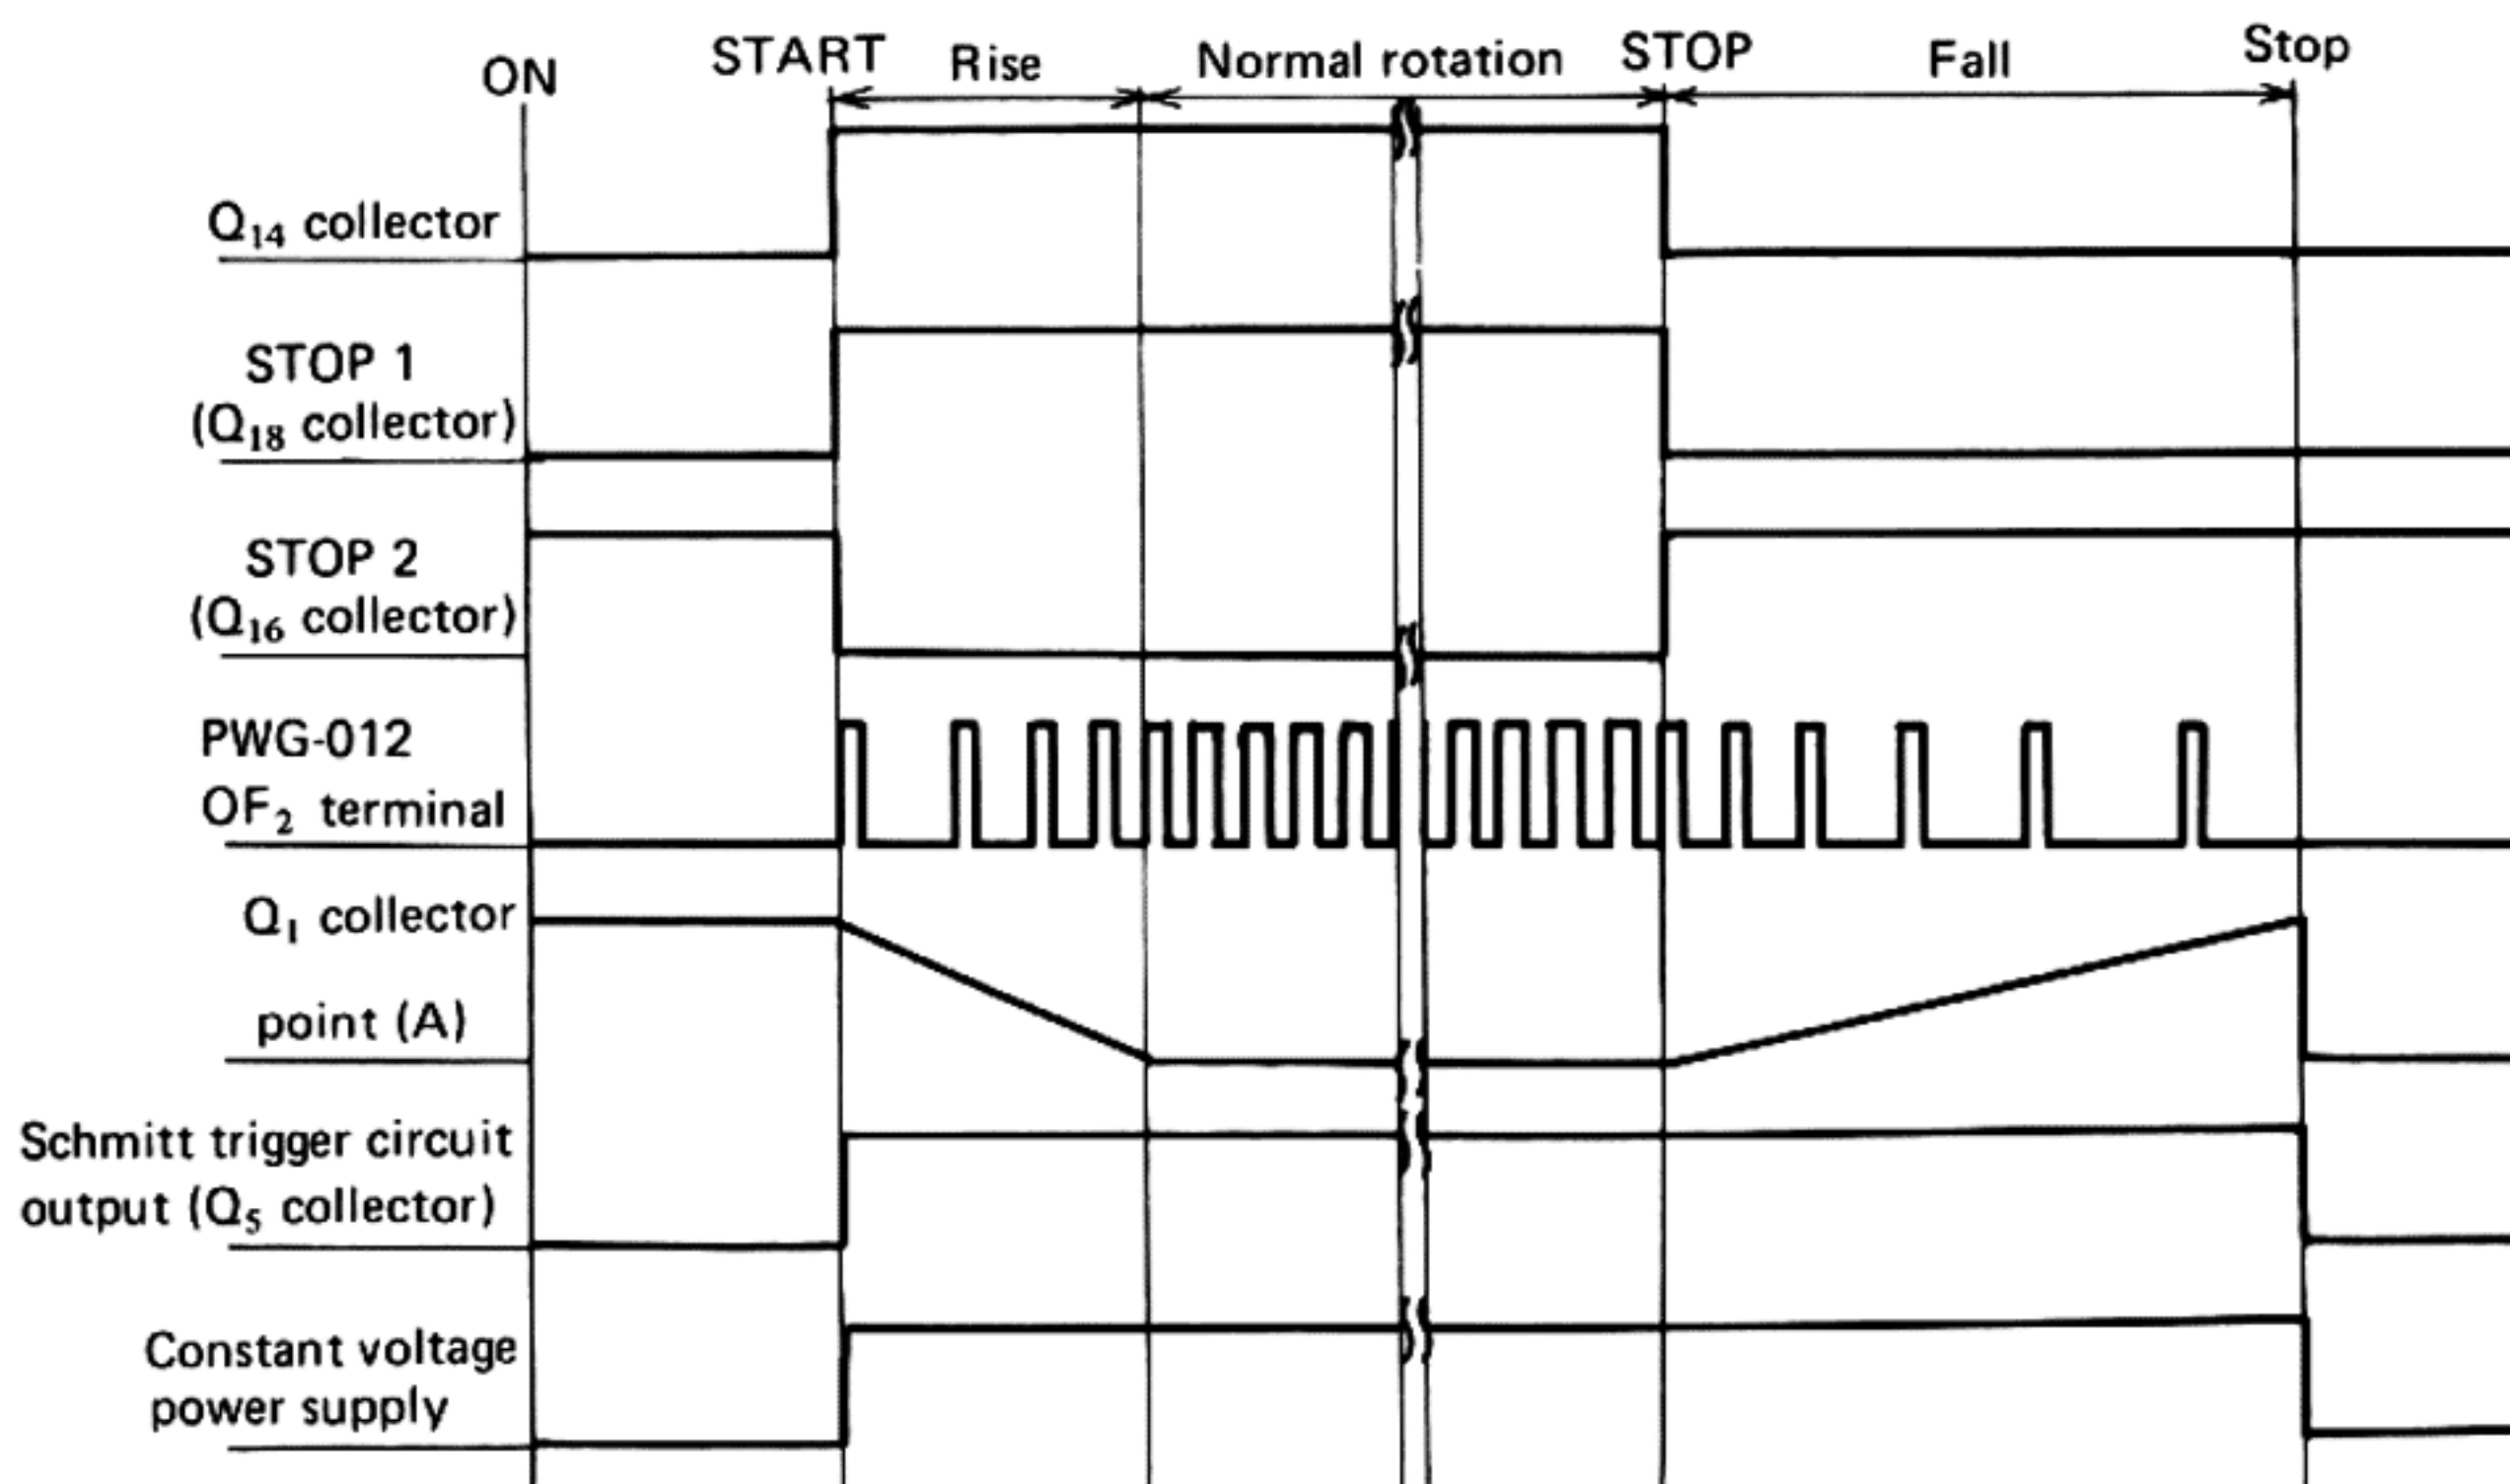 ON START Rise Normal rotation STOP Fall Stop
Q₁₄ collector
STOP 1
(Q₁₈ collector)
STOP 2
(Q₁₆ collector)
PWG-012
OF₂ terminal
Q₁ collector
point (A)
Schmitt trigger circuit
output (Q₅ collector)
Constant voltage
power supply